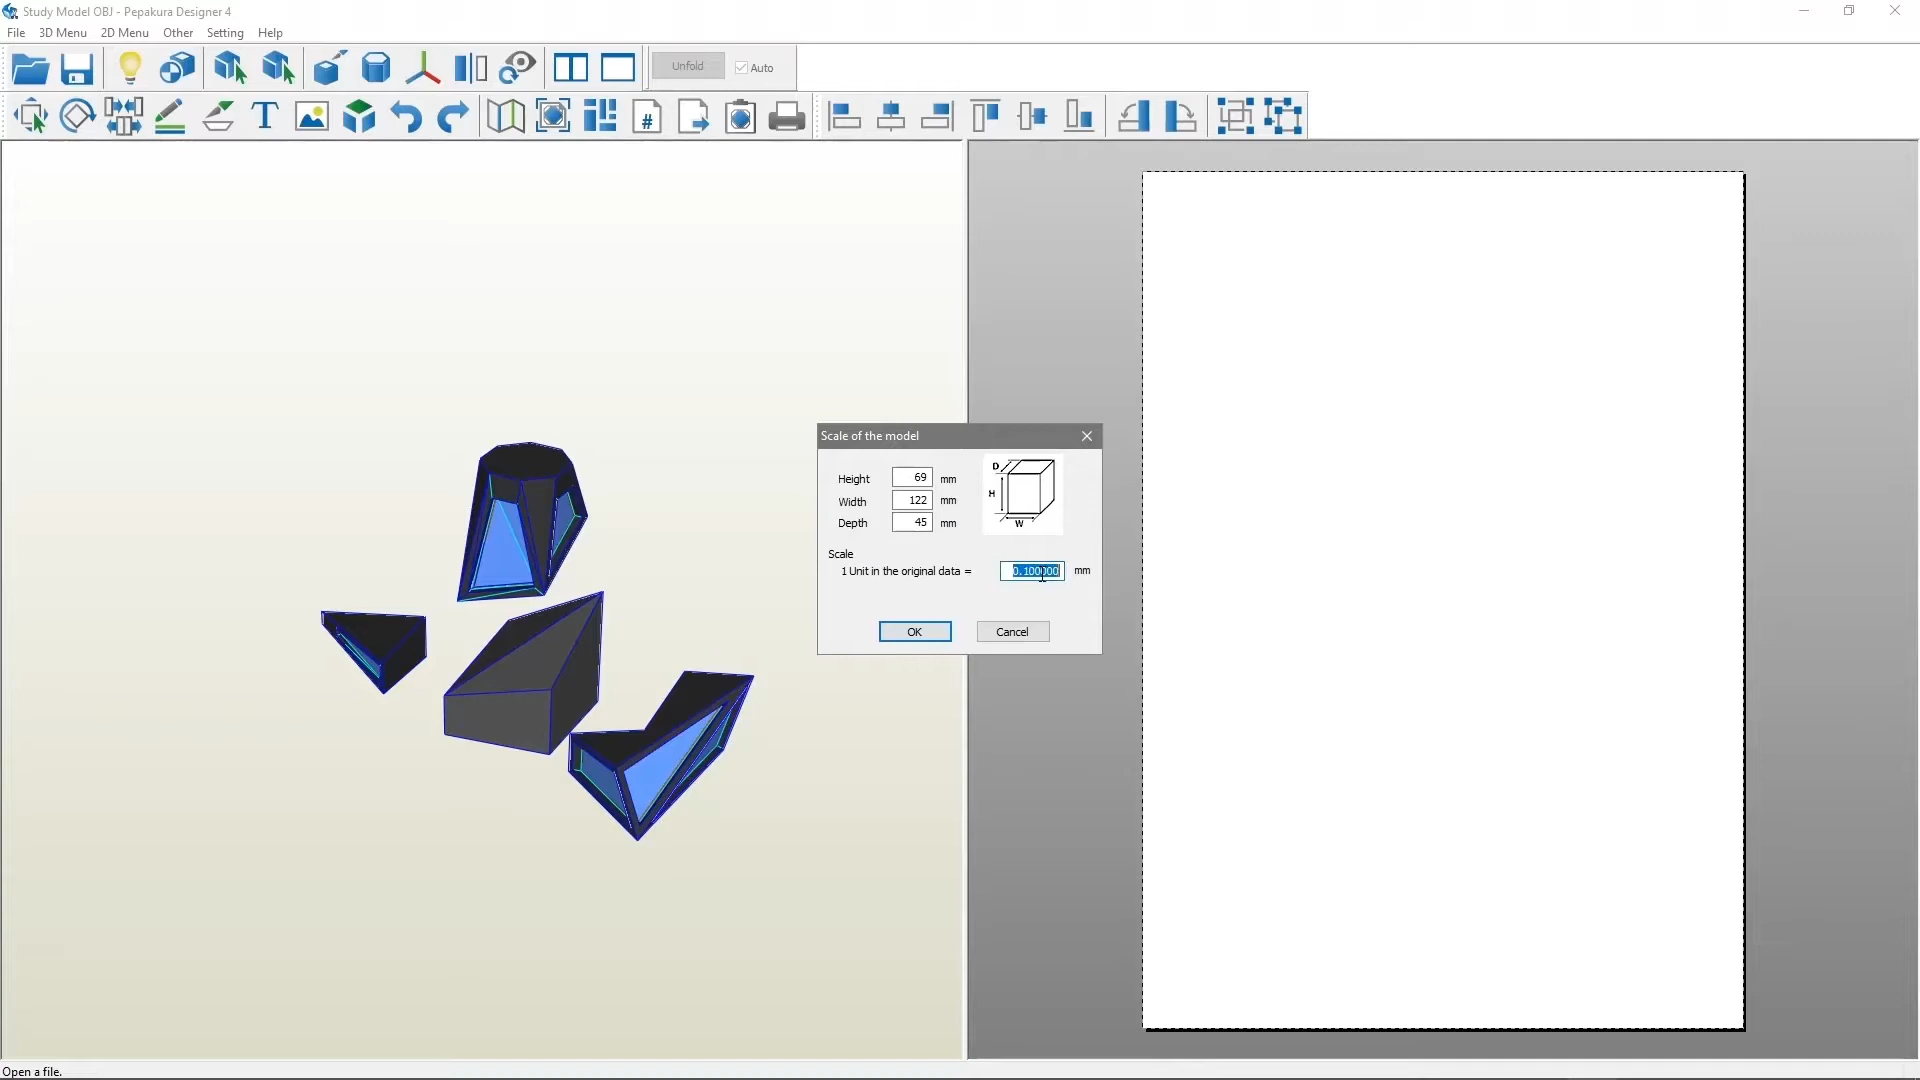 Study Model OBJ - Pepakura Designer 4
File 3D Menu 2D Menu Other Setting Help
Unfold Auto
T
#
Scale of the model
Height 69 mm
Width 122 mm
Depth 45 mm
D
H
W
Scale
1 Unit in the original data = 0.100000 mm
OK Cancel
Open a file.